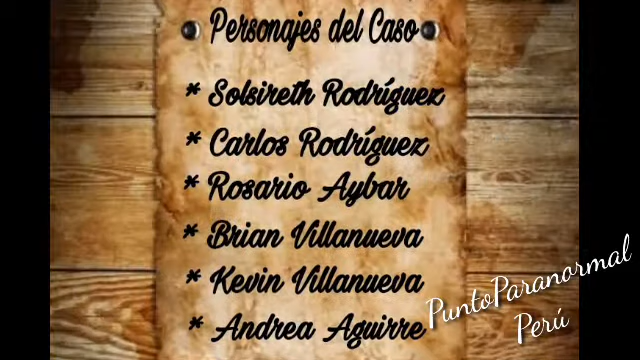 Personajes del Caso
* Solsireth Rodríguez
* Carlos Rodríguez
* Rosario Aybar
* Brian Villanueva
* Kevin Villanueva
* Andrea Aguirre
PuntoParanormal
Perú